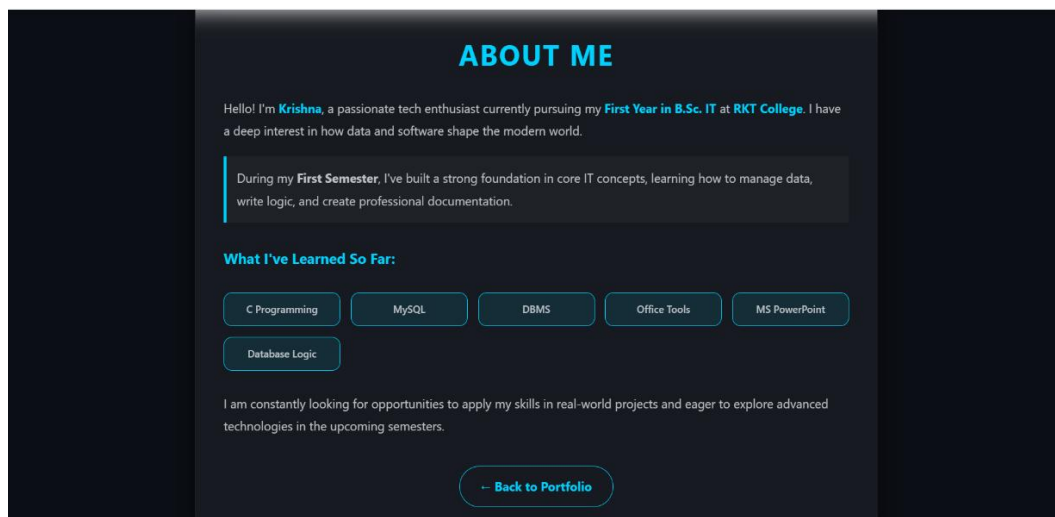 ABOUT ME
Hello! I'm Krishna, a passionate tech enthusiast currently pursuing my First Year in B.Sc. IT at RKT College. I have
a deep interest in how data and software shape the modern world.
During my First Semester, I've built a strong foundation in core IT concepts, learning how to manage data,
write logic, and create professional documentation.
What I've Learned So Far:
C Programming MySQL DBMS Office Tools MS PowerPoint
Database Logic
I am constantly looking for opportunities to apply my skills in real-world projects and eager to explore advanced
technologies in the upcoming semesters.
← Back to Portfolio